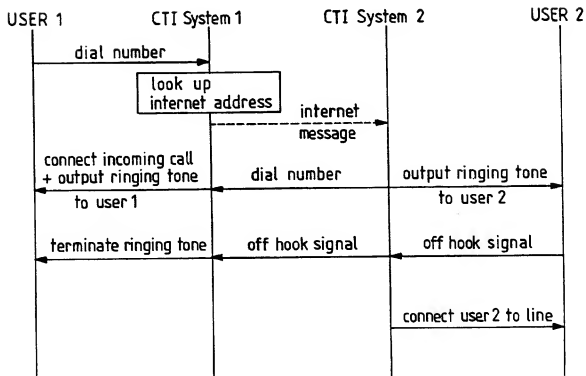 USER 1 CTI System 1 CTI System 2 USER 2
dial number
look up
internet address
internet
message
connect incoming call
+ output ringing tone
to user 1
dial number
output ringing tone
to user 2
terminate ringing tone
off hook signal
off hook signal
connect user 2 to line